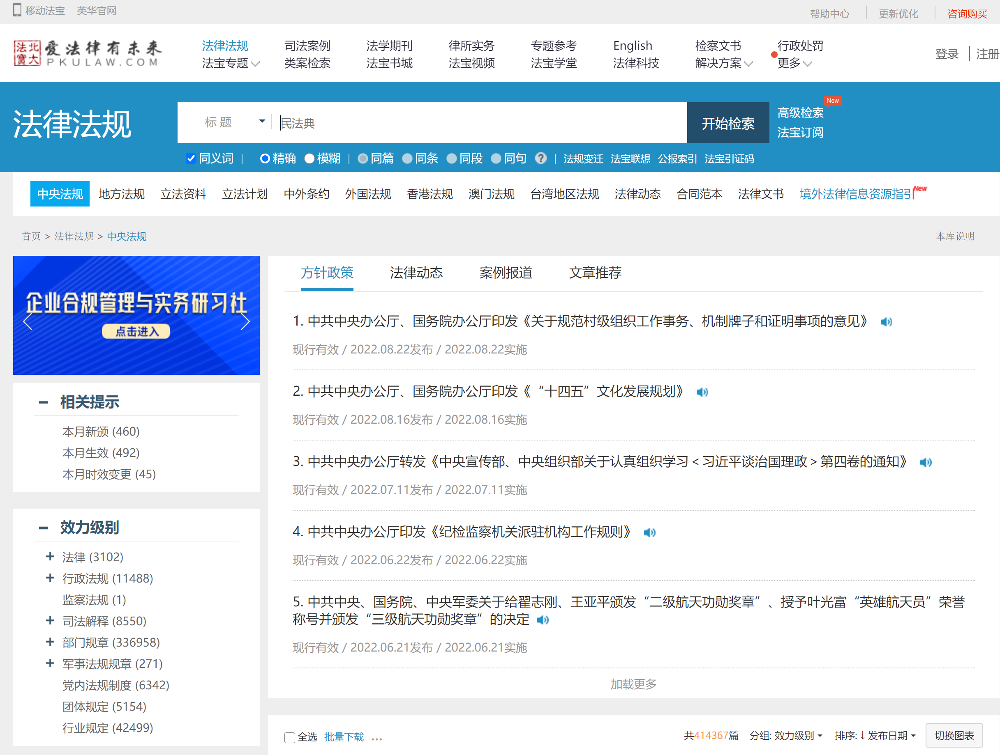 移动法宝 英华官网 帮助中心 更新优化 咨询购买
北大法宝 爱法律有未来
PKULAW.COM
法律法规 司法案例 法学期刊 律所实务 专题参考 English 检察文书 行政处罚
法宝专题 类案检索 法宝书城 法宝视频 法宝学堂 法律科技 解决方案 更多
登录 注册
法律法规
标题 民法典 开始检索
高级检索 New
法宝订阅
同义词 | 精确 模糊 | 同篇 同条 同段 同句 ? | 法规变迁 法宝联想 公报索引 法宝引证码
中央法规 地方法规 立法资料 立法计划 中外条约 外国法规 香港法规 澳门法规 台湾地区法规 法律动态 合同范本 法律文书 境外法律信息资源指引 New
首页 > 法律法规 > 中央法规 本库说明
企业合规管理与实务研习社
点击进入
相关提示
本月新颁 (460)
本月生效 (492)
本月时效变更 (45)
效力级别
法律 (3102)
行政法规 (11488)
监察法规 (1)
司法解释 (8550)
部门规章 (336958)
军事法规规章 (271)
党内法规制度 (6342)
团体规定 (5154)
行业规定 (42499)
方针政策 法律动态 案例报道 文章推荐
1. 中共中央办公厅、国务院办公厅印发《关于规范村级组织工作事务、机制牌子和证明事项的意见》
现行有效 / 2022.08.22发布 / 2022.08.22实施
2. 中共中央办公厅、国务院办公厅印发《“十四五”文化发展规划》
现行有效 / 2022.08.16发布 / 2022.08.16实施
3. 中共中央办公厅转发《中央宣传部、中央组织部关于认真组织学习＜习近平谈治国理政＞第四卷的通知》
现行有效 / 2022.07.11发布 / 2022.07.11实施
4. 中共中央办公厅印发《纪检监察机关派驻机构工作规则》
现行有效 / 2022.06.22发布 / 2022.06.22实施
5. 中共中央、国务院、中央军委关于给翟志刚、王亚平颁发“二级航天功勋奖章”、授予叶光富“英雄航天员”荣誉
称号并颁发“三级航天功勋奖章”的决定
现行有效 / 2022.06.21发布 / 2022.06.21实施
加载更多
全选 批量下载 ... 共414367篇 分组: 效力级别 排序:↓发布日期 切换图表